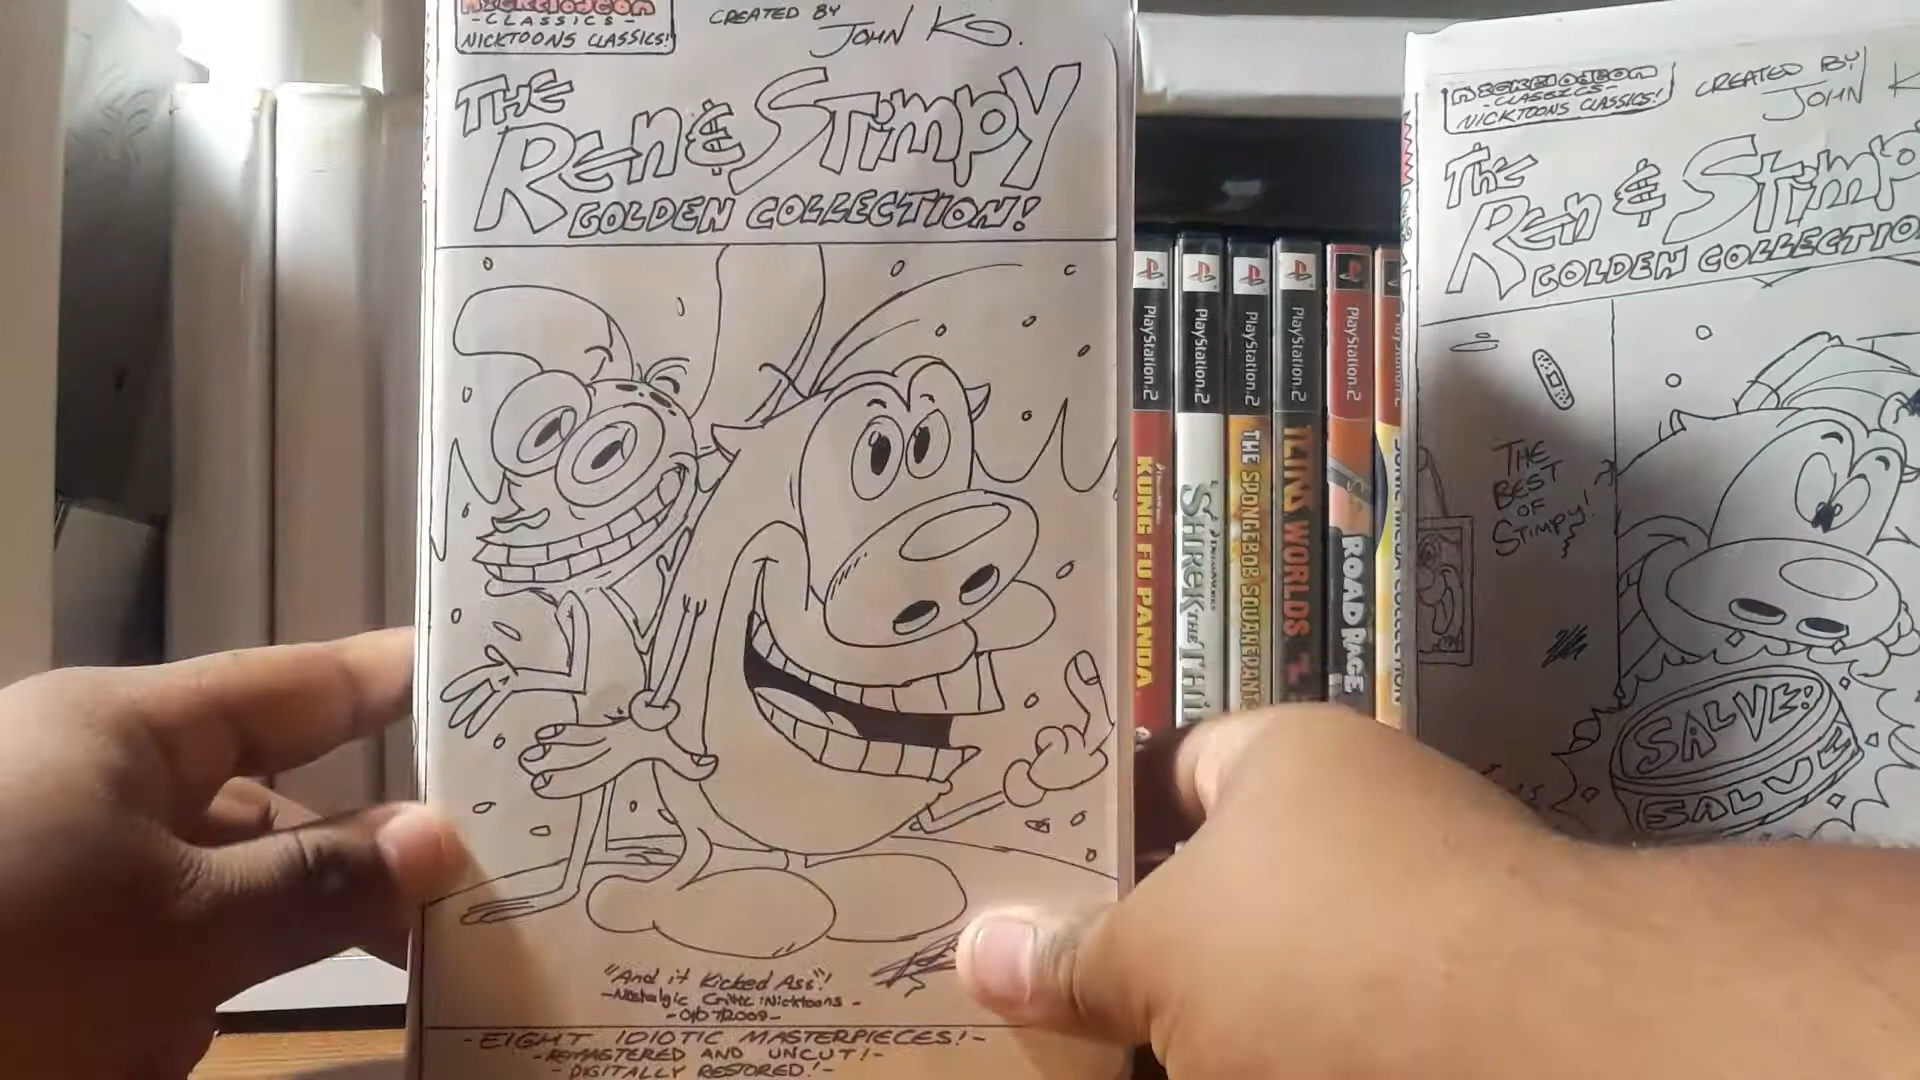 Nickelodeon
-CLASSICS-
NICKTOONS CLASSICS!
CREATED BY
JOHN K.
THE
Ren & Stimpy
GOLDEN COLLECTION!
"And it Kicked Ass"!
-Nostalgic Critic: Nicktoons-
-EIGHT IDIOTIC MASTERPIECES!-
-REMASTERED AND UNCUT!-
-DIGITALLY RESTORED!-
PlayStation 2
KUNG FU PANDA
PlayStation 2
SHREK THE THIRD
PlayStation 2
THE SPONGEBOB SQUAREPANTS
PlayStation 2
WORLDS
PlayStation 2
ROAD RAGE
Nickelodeon
-CLASSICS-
NICKTOONS CLASSICS!
CREATED BY
JOHN K
The
Ren & Stimp
GOLDEN COLLECTIO
THE
BEST
OF
Stimpy!
SALVE!
SALVE